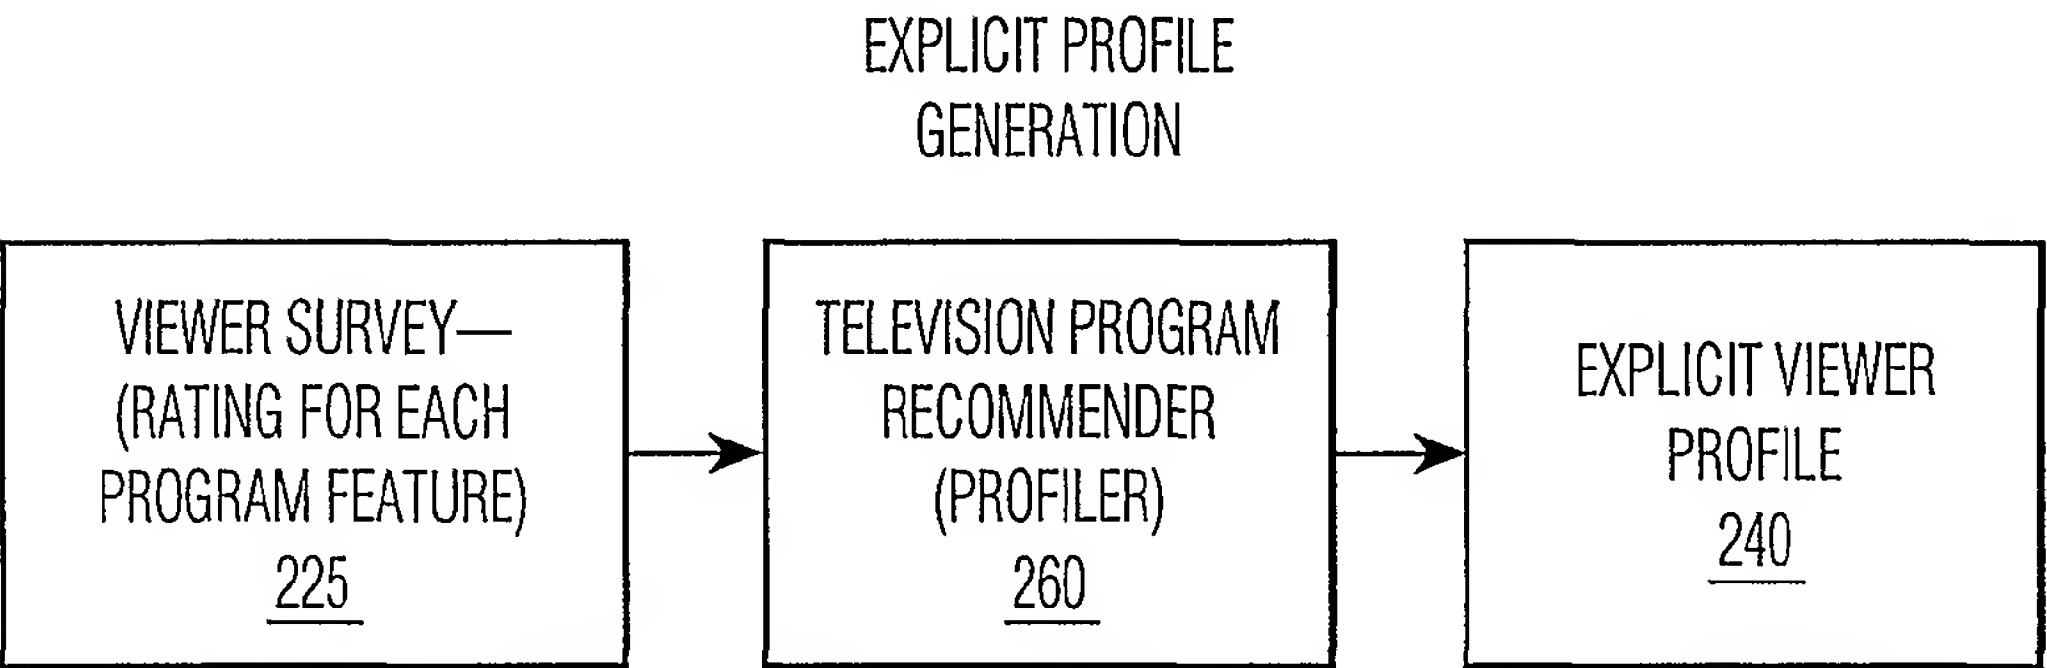 EXPLICIT PROFILE
GENERATION
VIEWER SURVEY—
(RATING FOR EACH
PROGRAM FEATURE)
225
TELEVISION PROGRAM
RECOMMENDER
(PROFILER)
260
EXPLICIT VIEWER
PROFILE
240